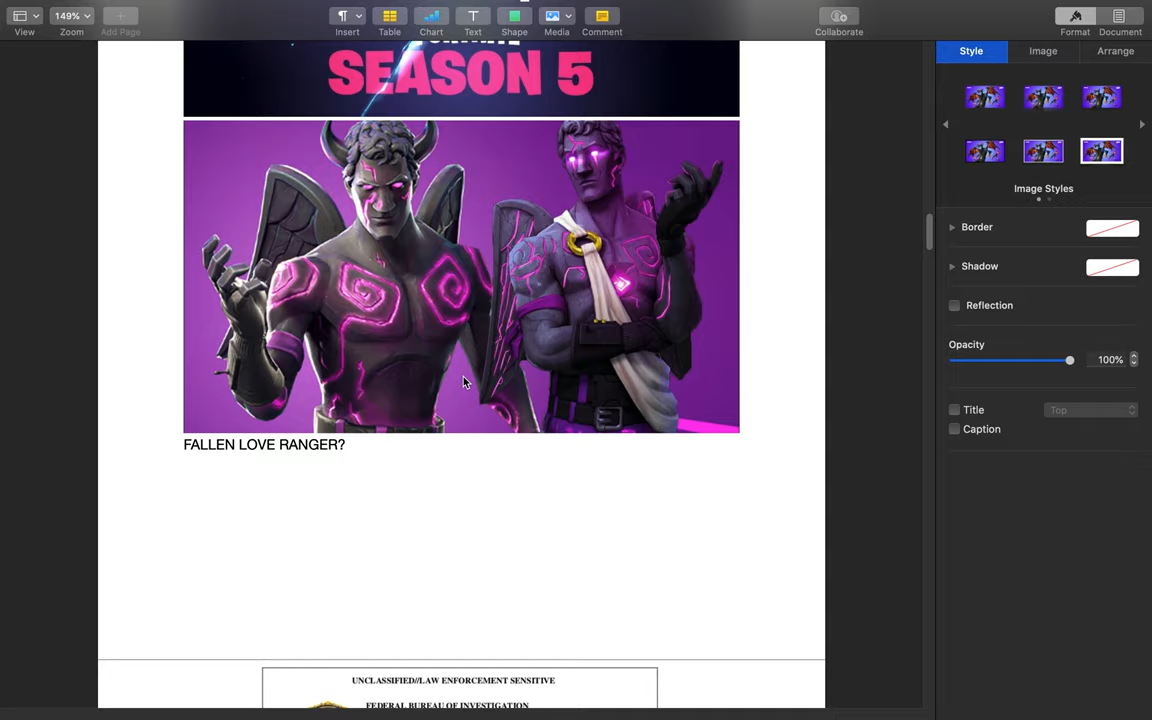 149%
View
Zoom
Add Page
Insert
Table
Chart
Text
Shape
Media
Comment
Collaborate
Format
Document
Style
Image
Arrange
SEASON 5
FALLEN LOVE RANGER?
UNCLASSIFIED//LAW ENFORCEMENT SENSITIVE
FEDERAL BUREAU OF INVESTIGATION
Image Styles
Border
Shadow
Reflection
Opacity
100%
Title
Top
Caption